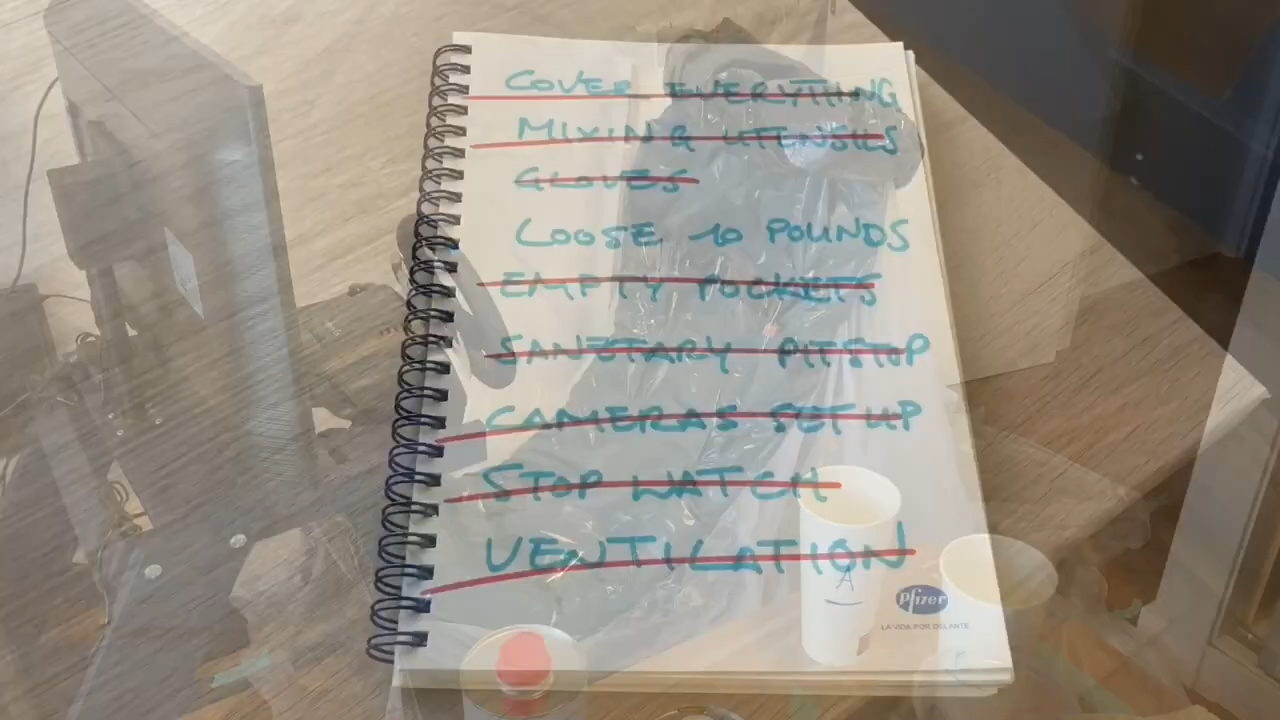 COVER EVERYTHING
MIXING UTENSILS
GLOVES
LOOSE 10 POUNDS
EMPTY POCKETS
SANITARY PITSTOP
CAMERAS SET UP
STOP WATCH
VENTILATION
A
Pfizer
LA VIDA POR DELANTE